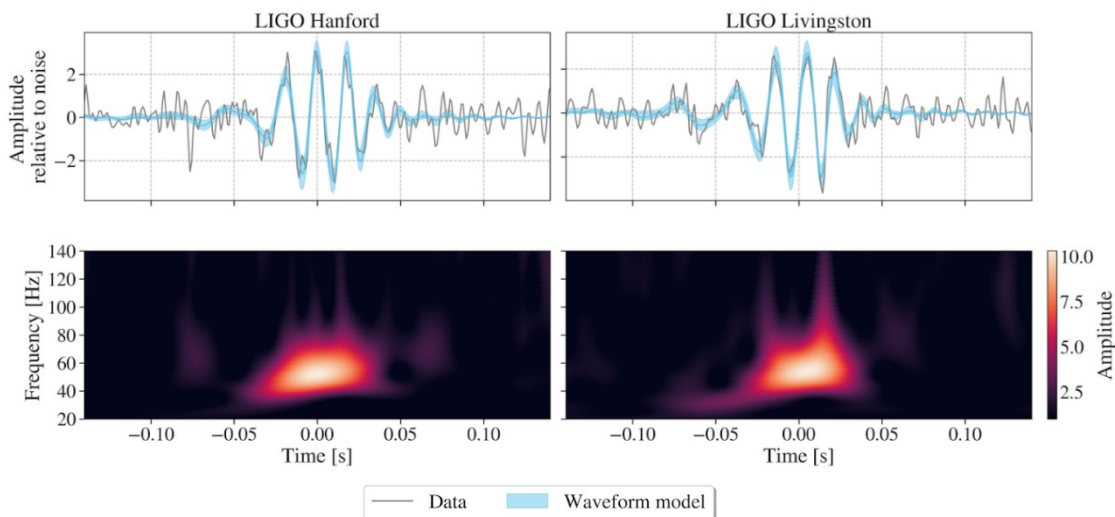 LIGO Hanford
LIGO Livingston
Amplitude
relative to noise
2
0
−2
Frequency [Hz]
140
120
100
80
60
40
20
−0.10 −0.05 0.00 0.05 0.10
Time [s]
−0.10 −0.05 0.00 0.05 0.10
Time [s]
10.0
7.5
5.0
2.5
Amplitude
Data
Waveform model